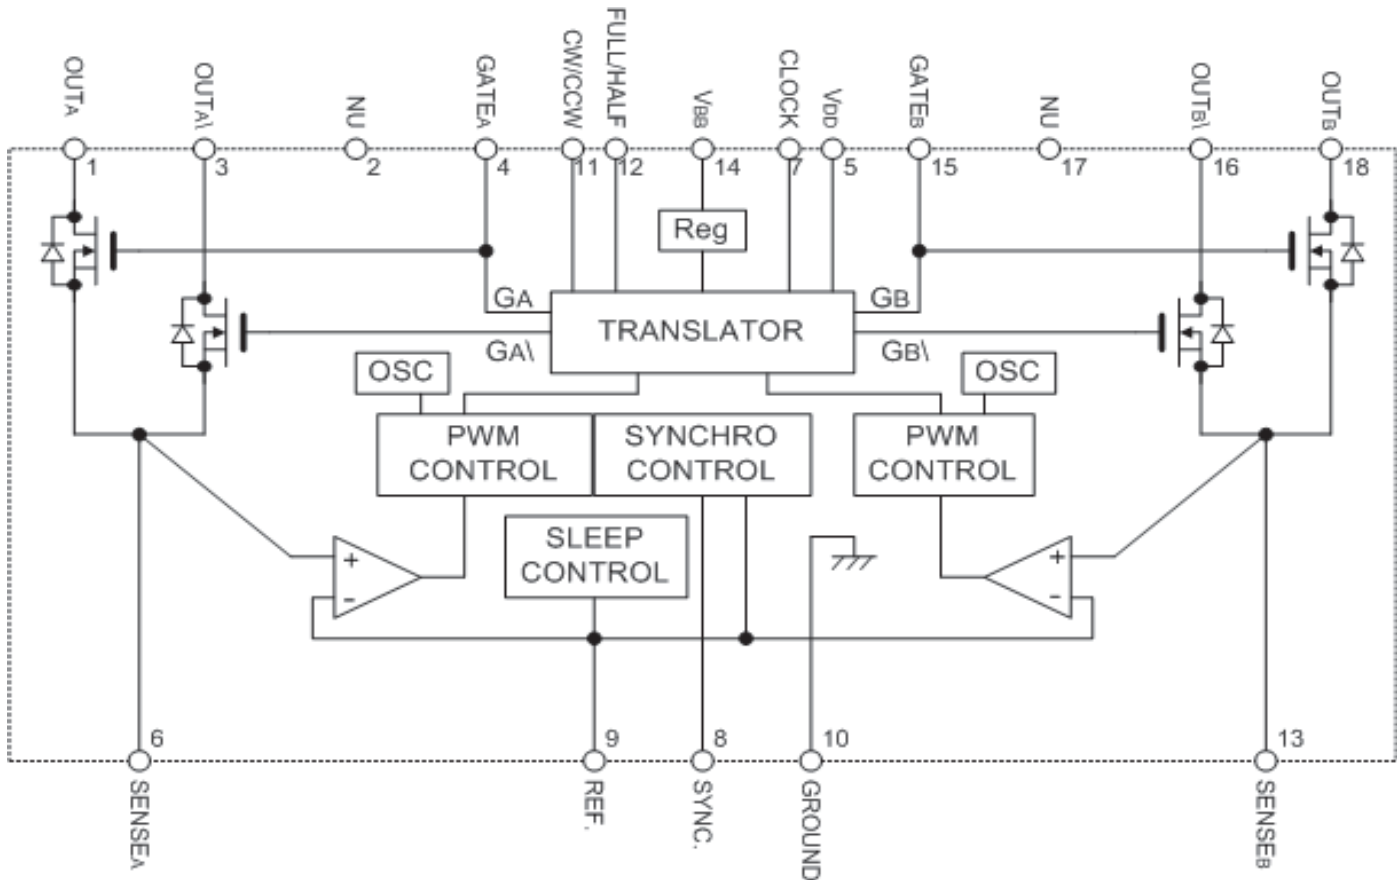 OUTA
OUTA\
NU
GATEA
CW/CCW
FULL/HALF
VBB
CLOCK
VDD
GATEB
NU
OUTB\
OUTB
1
3
2
4
11
12
14
7
5
15
17
16
18
Reg
GA
GB
TRANSLATOR
GA\
GB\
OSC
OSC
PWM
CONTROL
SYNCHRO
CONTROL
PWM
CONTROL
SLEEP
CONTROL
+
-
+
-
6
9
8
10
13
SENSEA
REF.
SYNC.
GROUND
SENSEB